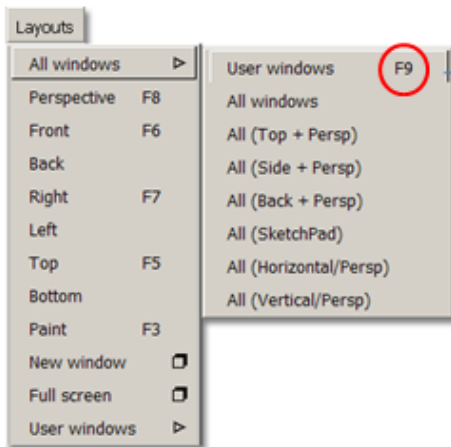 Layouts
All windows
Perspective F8
Front F6
Back
Right F7
Left
Top F5
Bottom
Paint F3
New window
Full screen
User windows
User windows F9
All windows
All (Top + Persp)
All (Side + Persp)
All (Back + Persp)
All (SketchPad)
All (Horizontal/Persp)
All (Vertical/Persp)